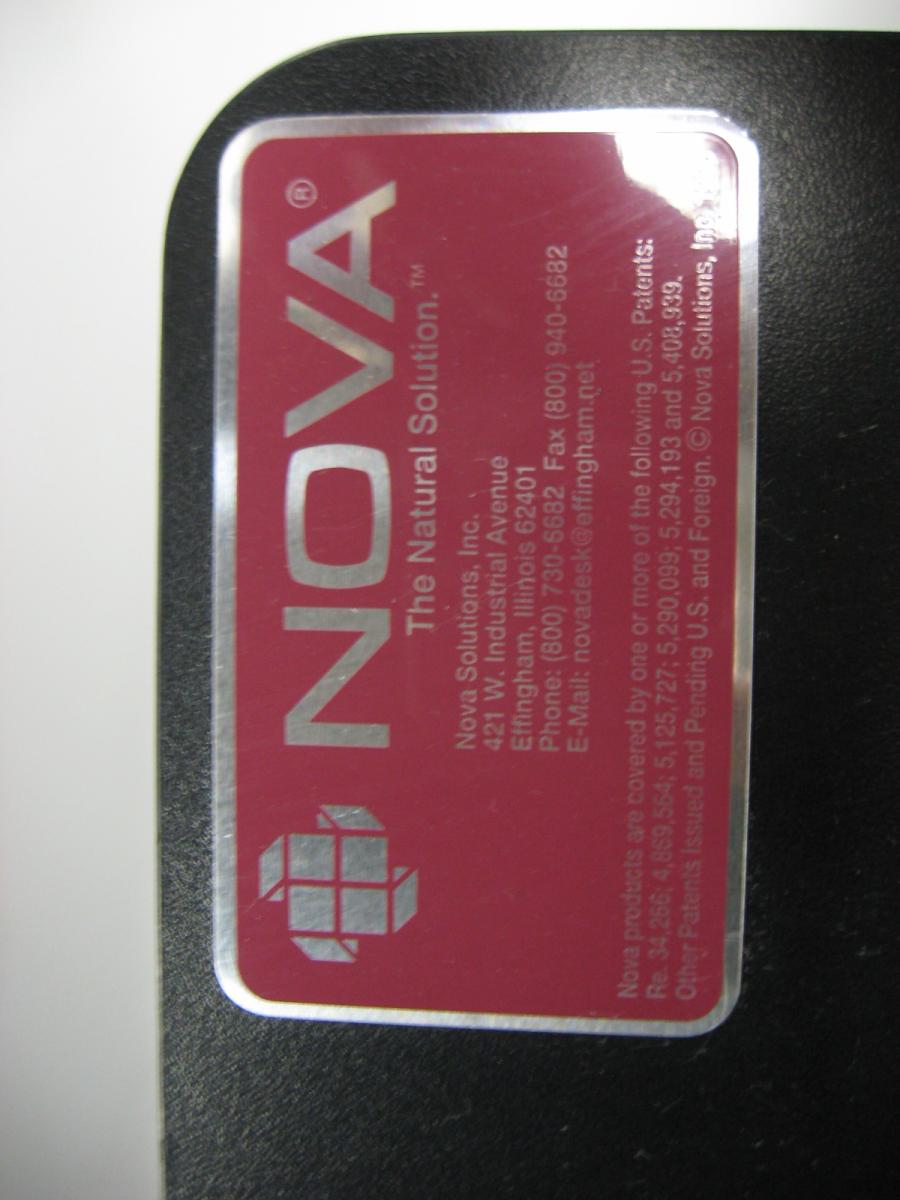 NOVA®
The Natural Solution.™
Nova Solutions, Inc.
421 W. Industrial Avenue
Effingham, Illinois 62401
Phone: (800) 730-6682 Fax (800) 940-6682
E-Mail: novadesk@effingham.net
Nova products are covered by one or more of the following U.S. Patents:
Re. 34,266; 4,869,564; 5,125,727; 5,290,099; 5,294,193 and 5,408,939.
Other Patents Issued and Pending U.S. and Foreign. © Nova Solutions, Inc.